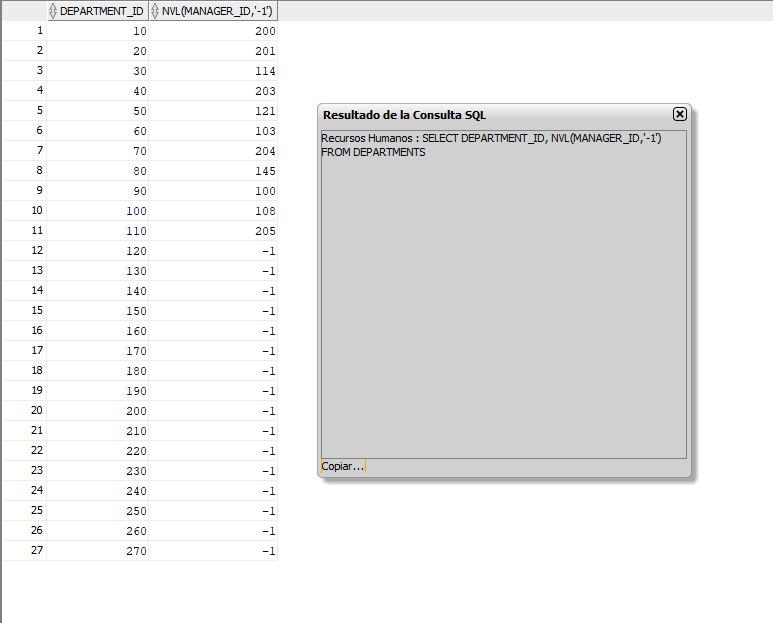 DEPARTMENT_ID NVL(MANAGER_ID,'-1')
1 10 200
2 20 201
3 30 114
4 40 203
5 50 121
6 60 103
7 70 204
8 80 145
9 90 100
10 100 108
11 110 205
12 120 -1
13 130 -1
14 140 -1
15 150 -1
16 160 -1
17 170 -1
18 180 -1
19 190 -1
20 200 -1
21 210 -1
22 220 -1
23 230 -1
24 240 -1
25 250 -1
26 260 -1
27 270 -1
Resultado de la Consulta SQL
Recursos Humanos : SELECT DEPARTMENT_ID, NVL(MANAGER_ID,'-1')
FROM DEPARTMENTS
Copiar...